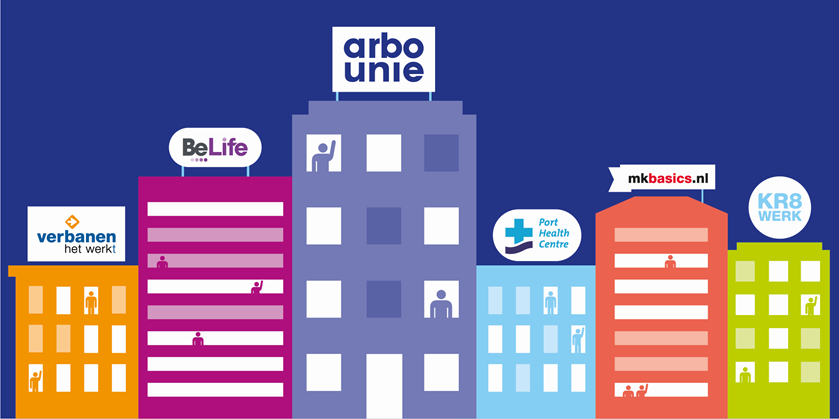 arbo
unie
BeLife
mkbasics.nl
KR8
WERK
verbanen
het werkt
Port
Health
Centre